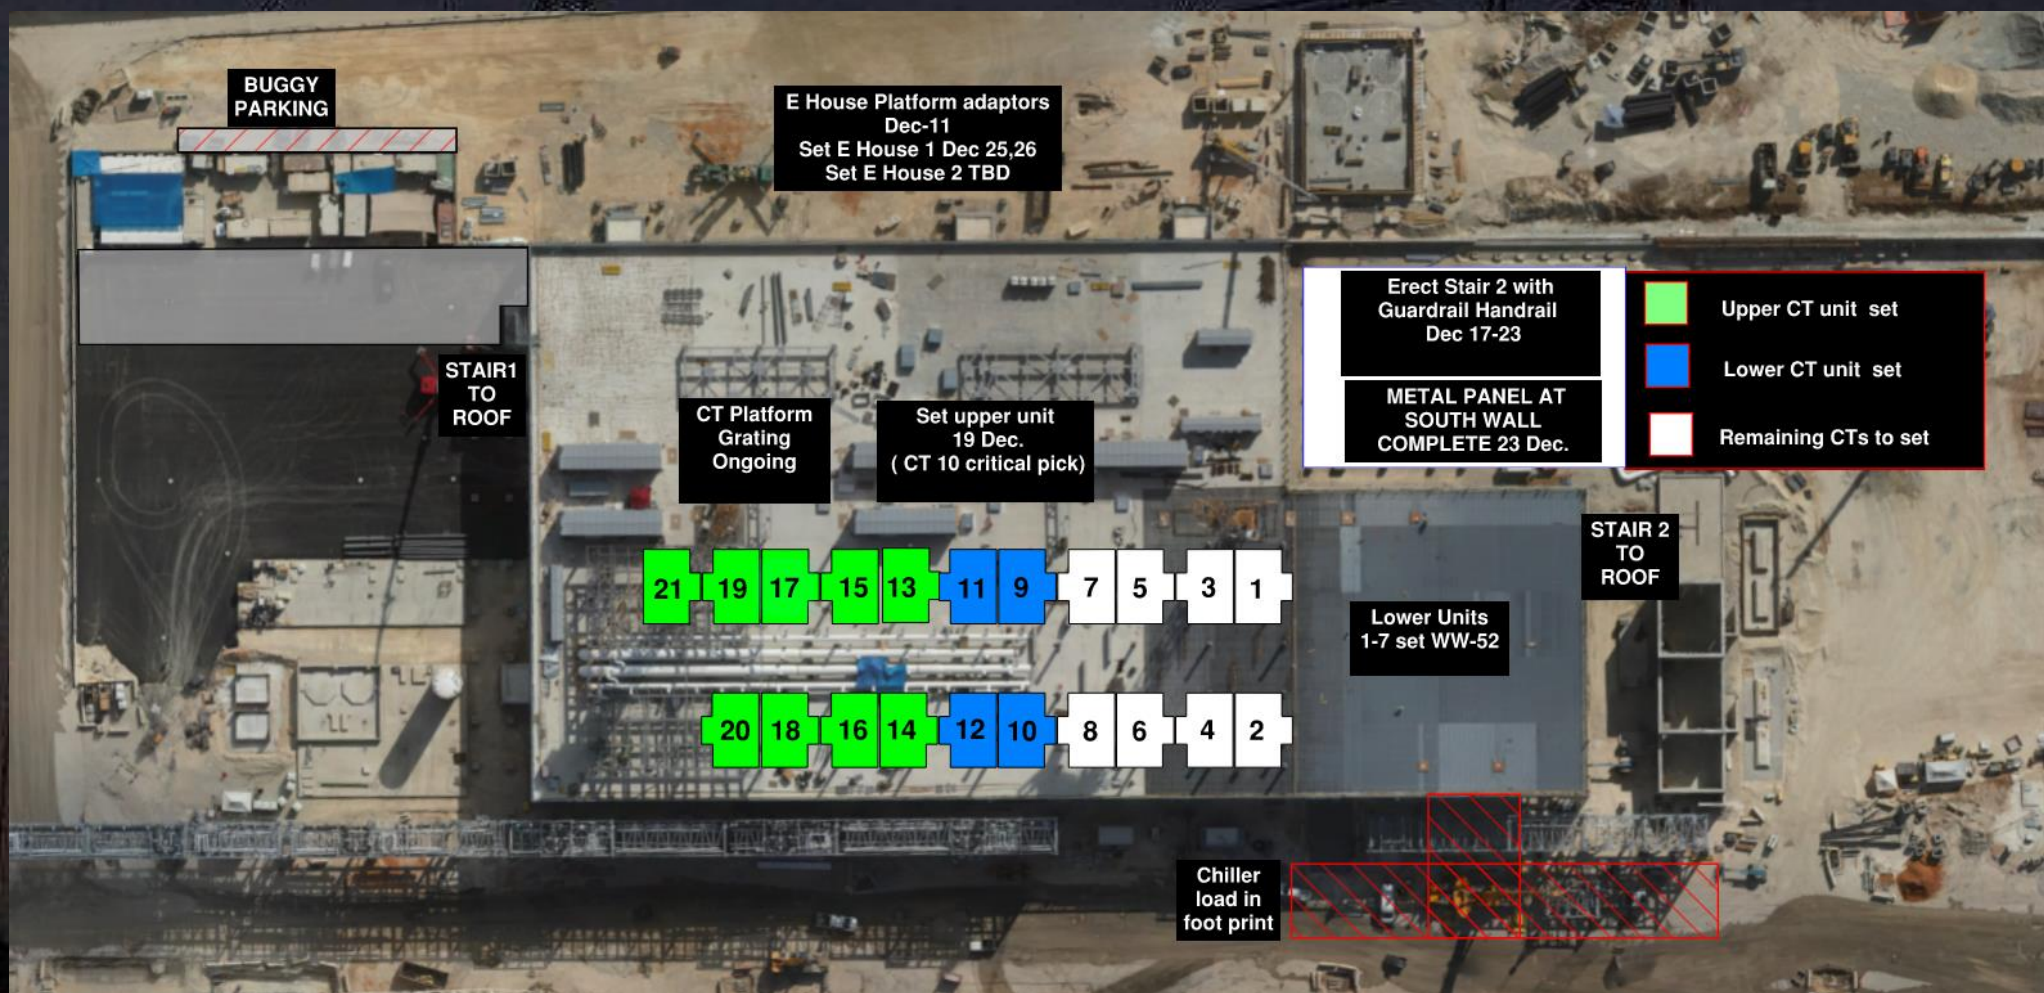 BUGGY
PARKING
E House Platform adaptors
Dec-11
Set E House 1 Dec 25,26
Set E House 2 TBD
Erect Stair 2 with
Guardrail Handrail
Dec 17-23
METAL PANEL AT
SOUTH WALL
COMPLETE 23 Dec.
Upper CT unit set
Lower CT unit set
Remaining CTs to set
STAIR1
TO
ROOF
CT Platform
Grating
Ongoing
Set upper unit
19 Dec.
( CT 10 critical pick)
STAIR 2
TO
ROOF
21 19 17 15 13 11 9 7 5 3 1
Lower Units
1-7 set WW-52
20 18 16 14 12 10 8 6 4 2
Chiller
load in
foot print